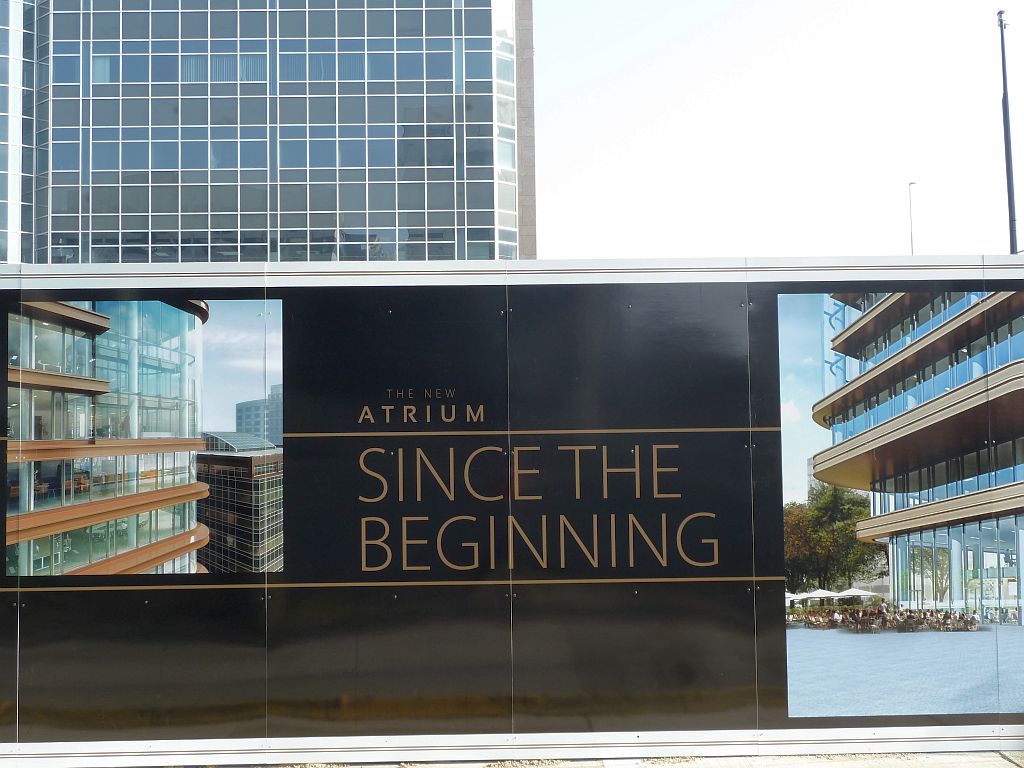 THE NEW
ATRIUM
SINCE THE
BEGINNING